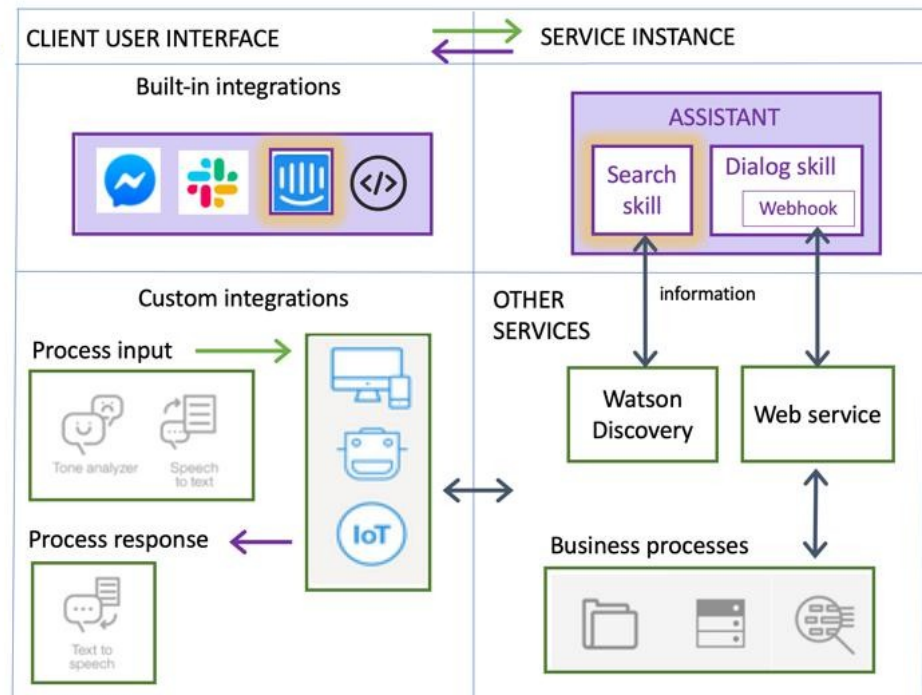 CLIENT USER INTERFACE
SERVICE INSTANCE
Built-in integrations
</>
ASSISTANT
Search
skill
Dialog skill
Webhook
Custom integrations
Process input
Tone analyzer
Speech
to text
IoT
Process response
Text to
speech
OTHER
SERVICES
information
Watson
Discovery
Web service
Business processes